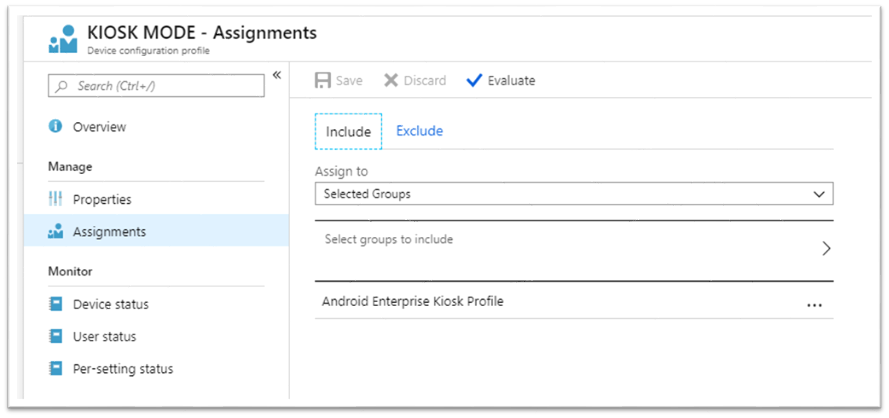 KIOSK MODE - Assignments
Device configuration profile
Search (Ctrl+/)
«
Overview
Manage
Properties
Assignments
Monitor
Device status
User status
Per-setting status
Save Discard Evaluate
Include Exclude
Assign to
Selected Groups
Select groups to include
Android Enterprise Kiosk Profile
...